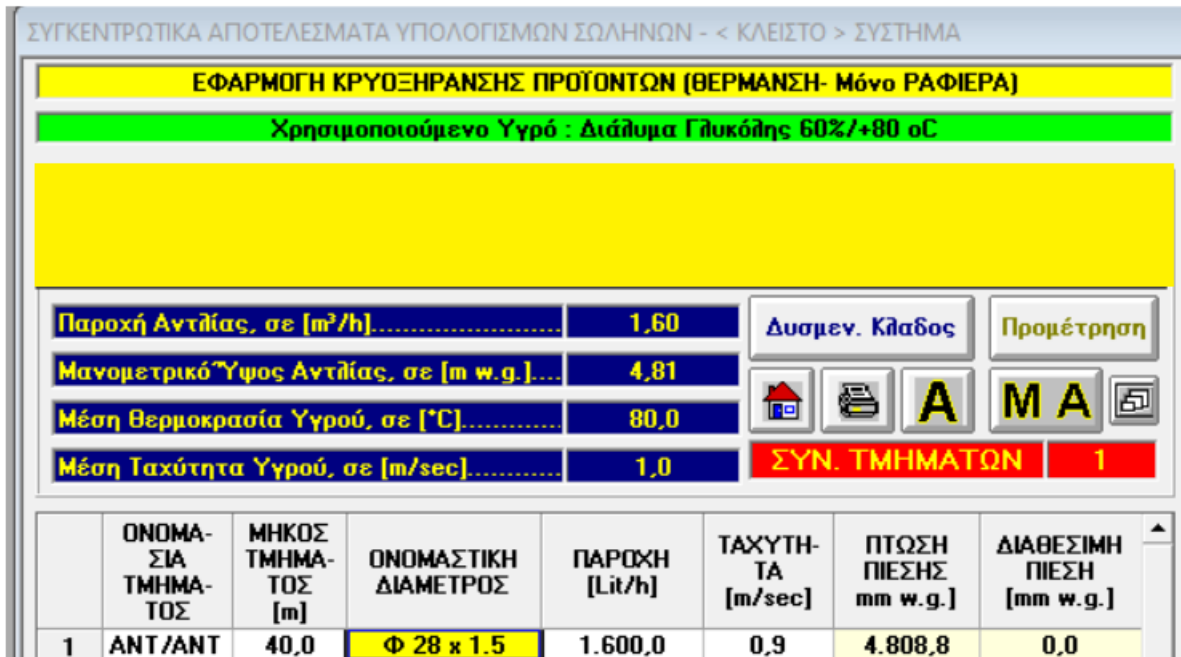 ΣΥΓΚΕΝΤΡΩΤΙΚΑ ΑΠΟΤΕΛΕΣΜΑΤΑ ΥΠΟΛΟΓΙΣΜΩΝ ΣΩΛΗΝΩΝ - < ΚΛΕΙΣΤΟ > ΣΥΣΤΗΜΑ
ΕΦΑΡΜΟΓΗ ΚΡΥΟΞΗΡΑΝΣΗΣ ΠΡΟΪΟΝΤΩΝ (ΘΕΡΜΑΝΣΗ- Μόνο ΡΑΦΙΕΡΑ)
Χρησιμοποιούμενο Υγρό : Διάλυμα Γλυκόλης 60%/+80 oC
Παροχή Αντλίας, σε [m³/h]........................ 1,60
Μανομετρικό Ύψος Αντλίας, σε [m w.g.].... 4,81
Μέση Θερμοκρασία Υγρού, σε [°C]............. 80,0
Μέση Ταχύτητα Υγρού, σε [m/sec]............ 1,0
Δυσμεν. Κλαδος
Προμέτρηση
A
M A
ΣΥΝ. ΤΜΗΜΑΤΩΝ 1
ΟΝΟΜΑ-
ΣΙΑ
ΤΜΗΜΑ-
ΤΟΣ
ΜΗΚΟΣ
ΤΜΗΜΑ-
ΤΟΣ
[m]
ΟΝΟΜΑΣΤΙΚΗ
ΔΙΑΜΕΤΡΟΣ
ΠΑΡΟΧΗ
[Lit/h]
ΤΑΧΥΤΗ-
ΤΑ
[m/sec]
ΠΤΩΣΗ
ΠΙΕΣΗΣ
mm w.g.]
ΔΙΑΘΕΣΙΜΗ
ΠΙΕΣΗ
[mm w.g.]
1 ΑΝΤ/ΑΝΤ 40,0 Φ 28 x 1.5 1.600,0 0,9 4.808,8 0,0